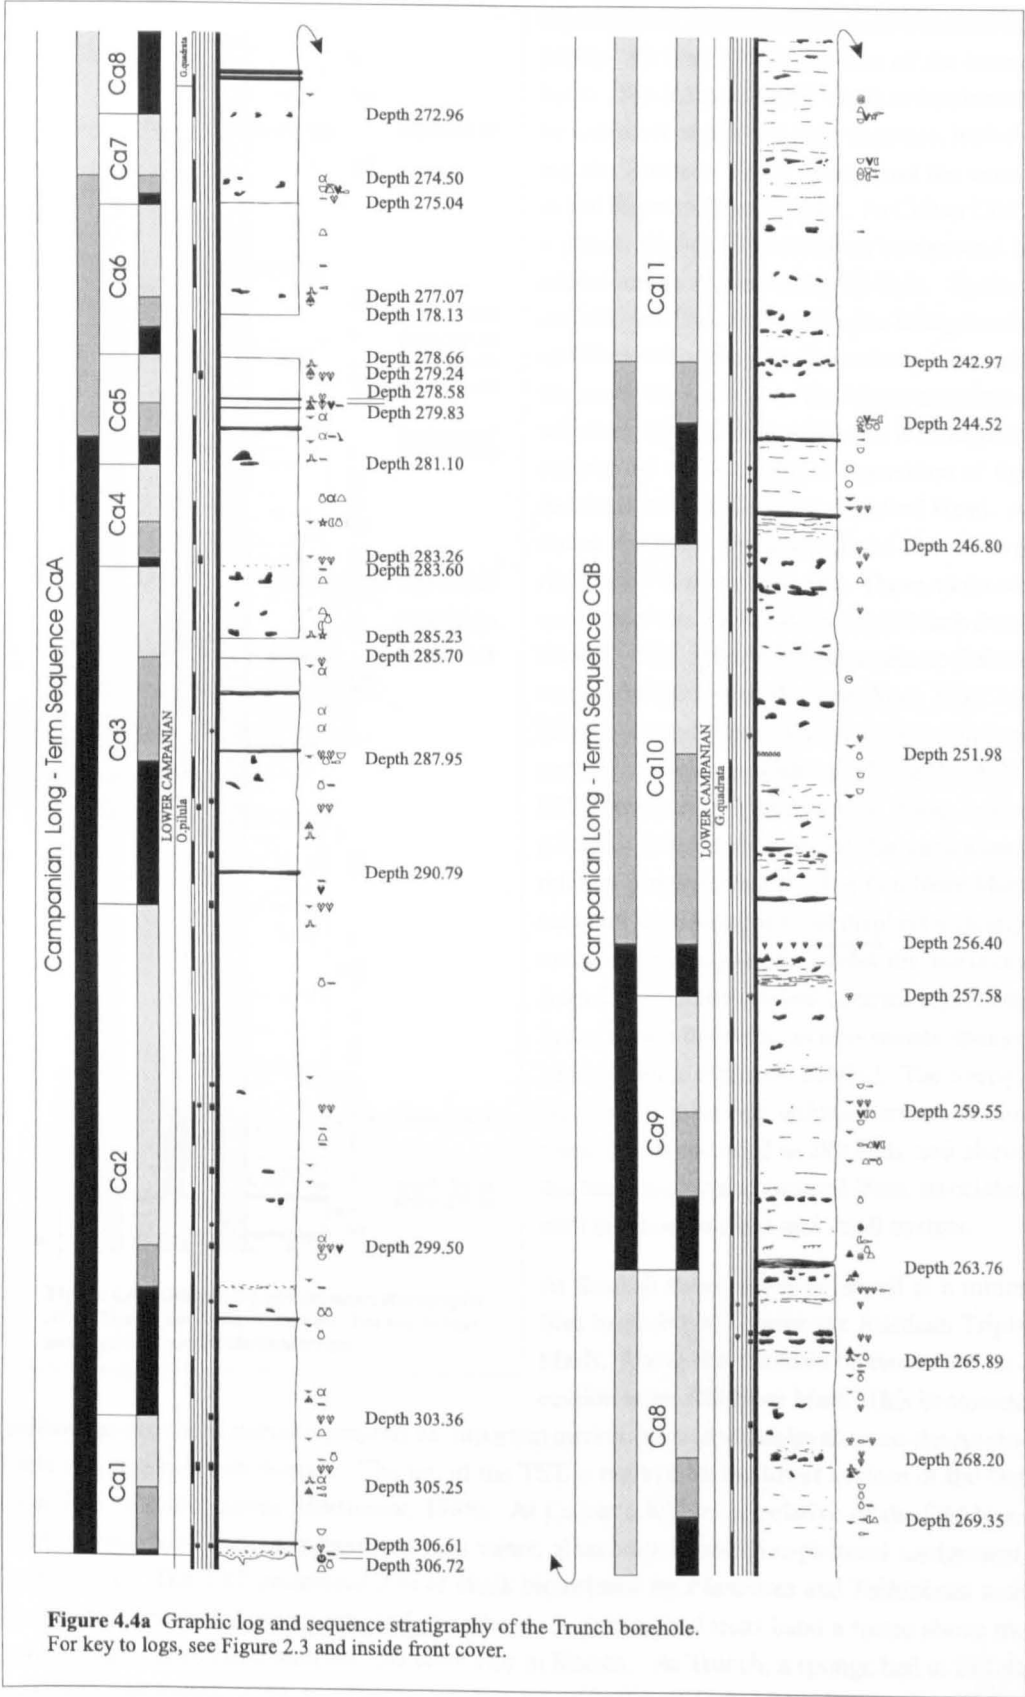 Campanian Long - Term Sequence CaA
Ca8
Ca7
Ca6
Ca5
Ca4
Ca3
Ca2
Ca1
LOWER CAMPANIAN
O.pilula
G.quadrata
Depth 272.96
Depth 274.50
Depth 275.04
Depth 277.07
Depth 178.13
Depth 278.66
Depth 279.24
Depth 278.58
Depth 279.83
Depth 281.10
Depth 283.26
Depth 283.60
Depth 285.23
Depth 285.70
Depth 287.95
Depth 290.79
Depth 299.50
Depth 303.36
Depth 305.25
Depth 306.61
Depth 306.72
Campanian Long - Term Sequence CaB
Ca11
Ca10
Ca9
Ca8
LOWER CAMPANIAN
G.quadrata
Depth 242.97
Depth 244.52
Depth 246.80
Depth 251.98
Depth 256.40
Depth 257.58
Depth 259.55
Depth 263.76
Depth 265.89
Depth 268.20
Depth 269.35
Figure 4.4a Graphic log and sequence stratigraphy of the Trunch borehole.
For key to logs, see Figure 2.3 and inside front cover.